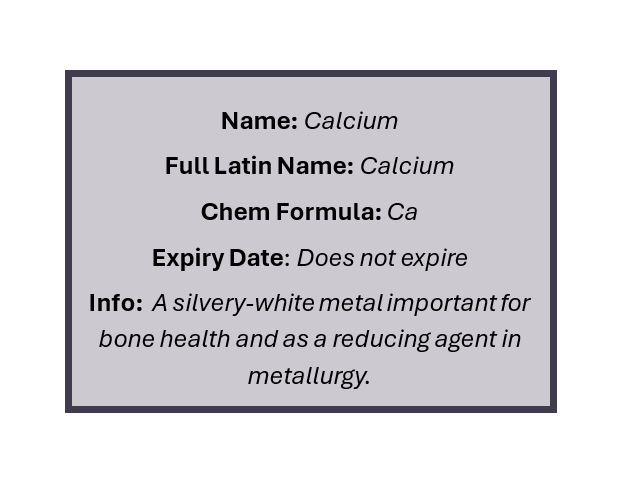 Name: Calcium
Full Latin Name: Calcium
Chem Formula: Ca
Expiry Date: Does not expire
Info: A silvery-white metal important for
bone health and as a reducing agent in
metallurgy.